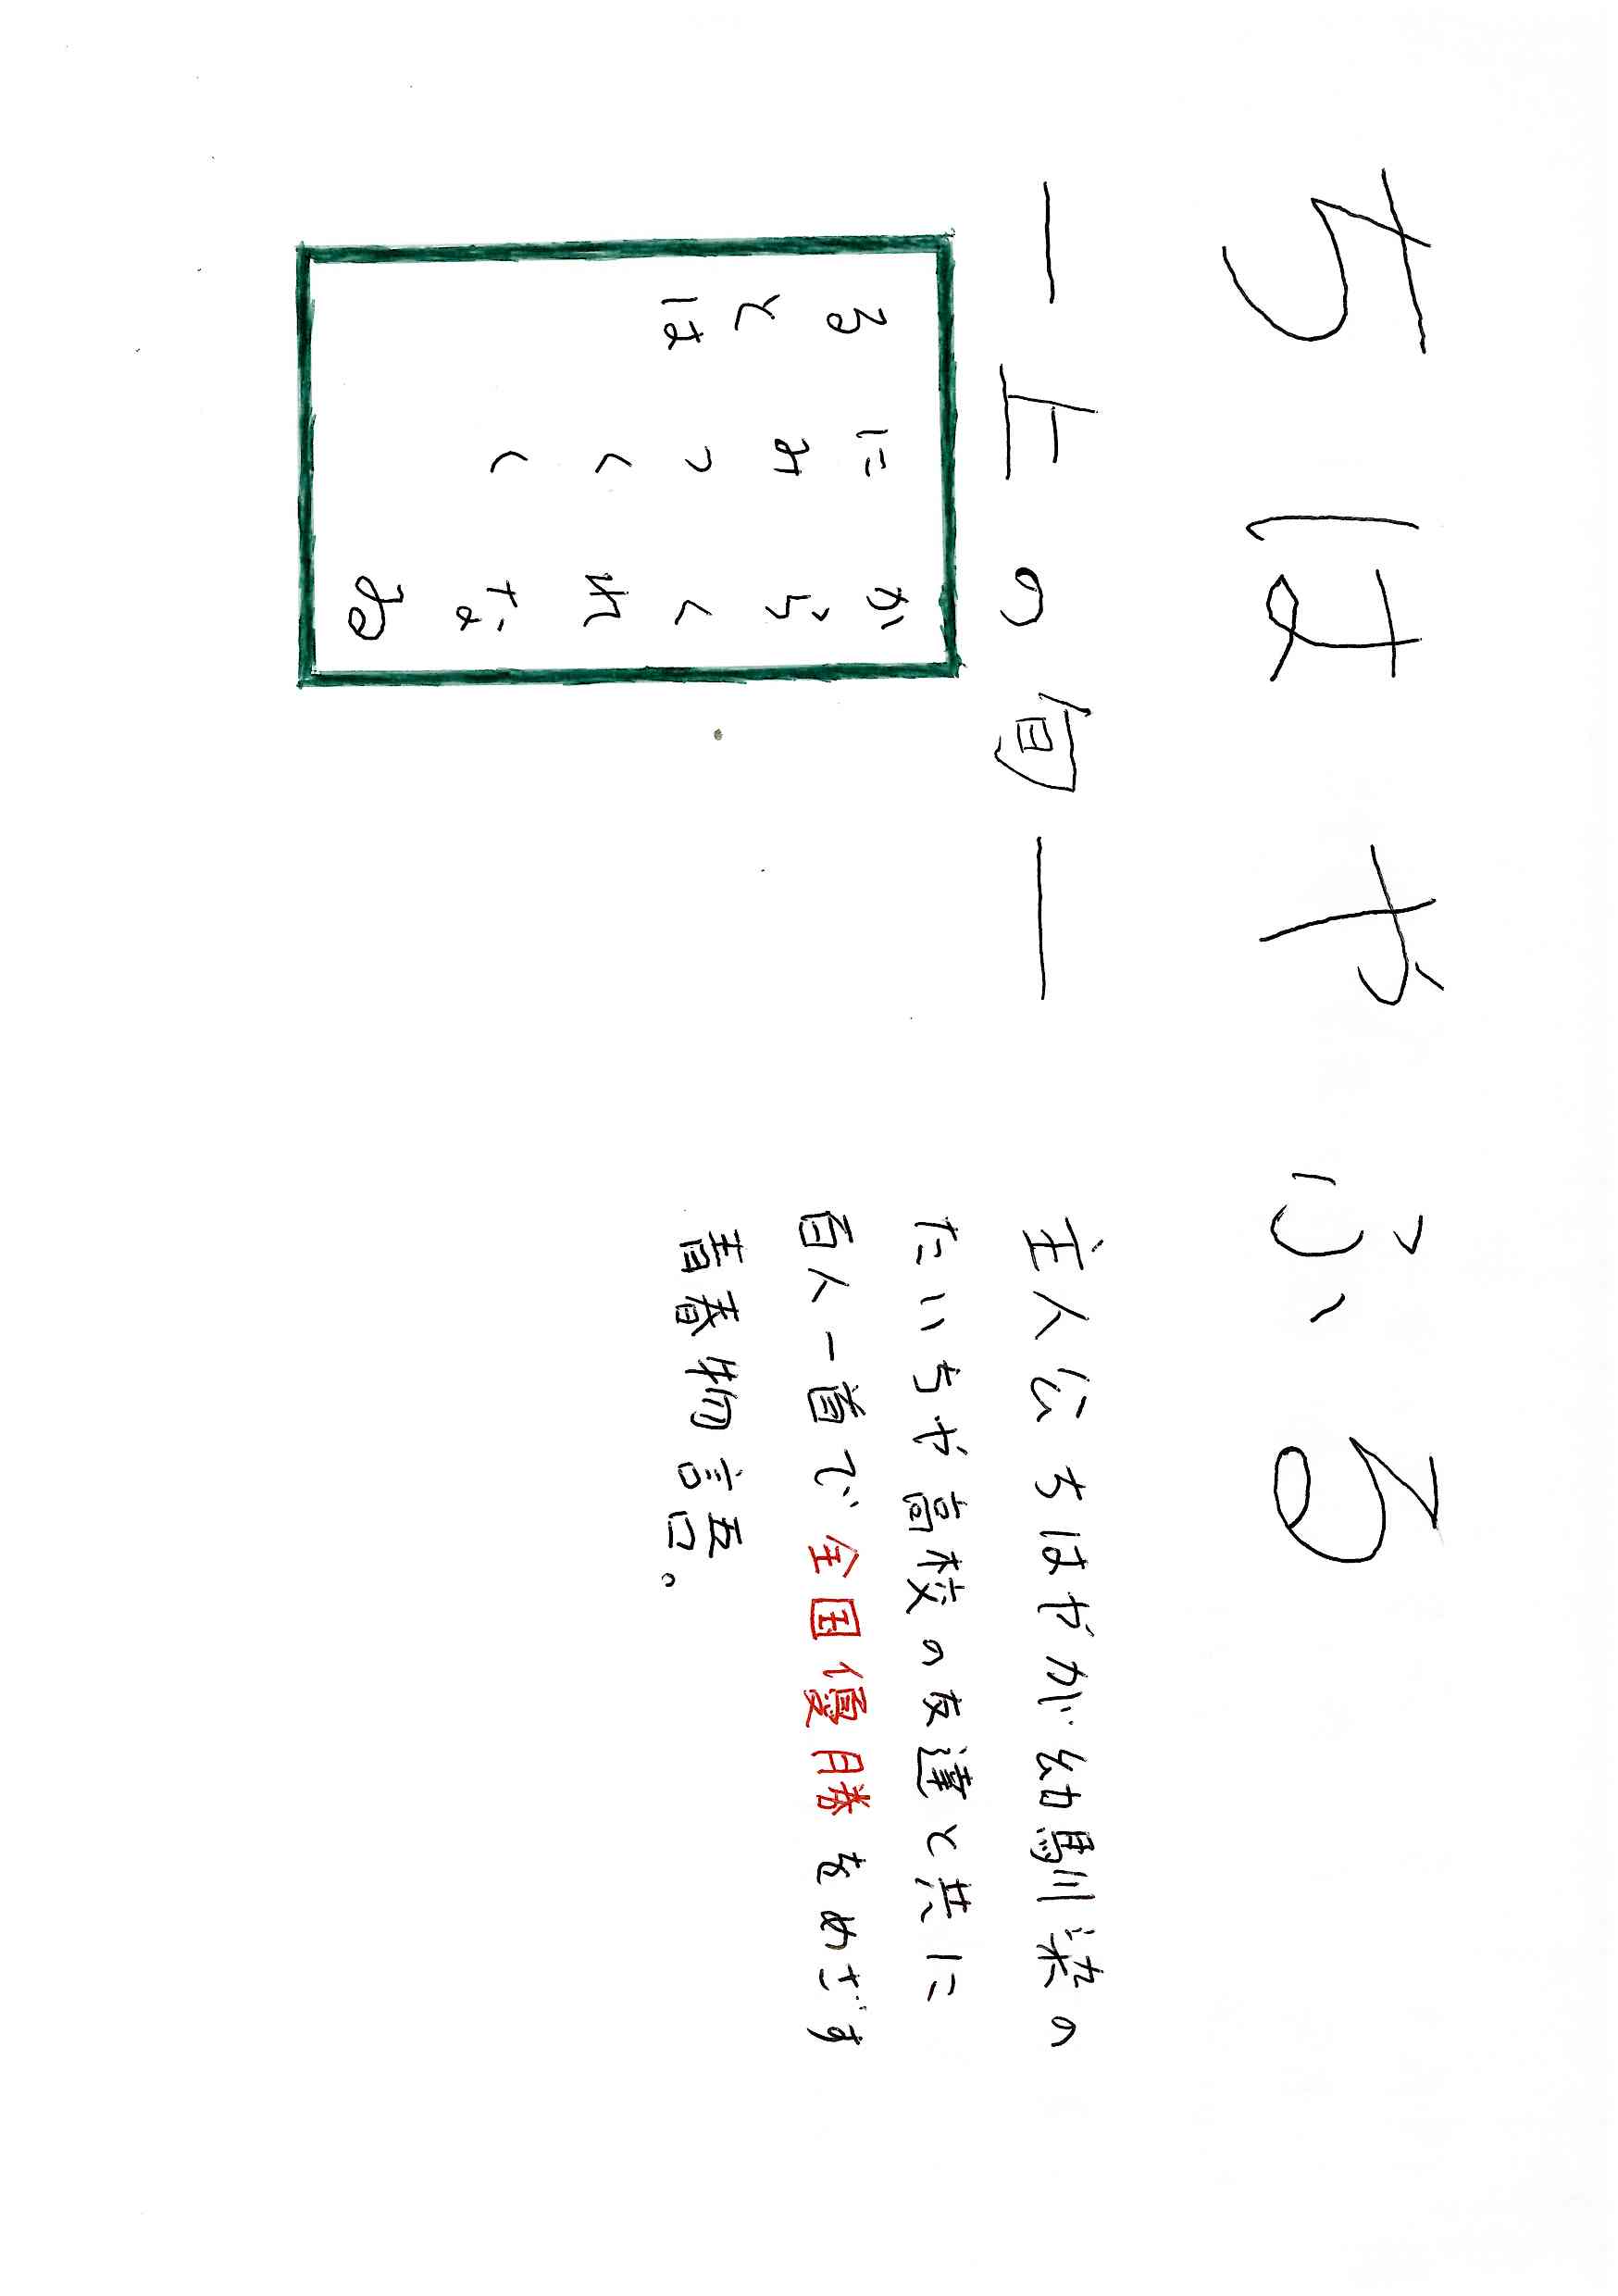 ちはやふる
―上の旬―
からくれなゐ
にみつくく
るとは
主人公ちはやが幼馴染の
たいちや高校の友達と共に
百人一首で全国優勝をめざす
青春物語。